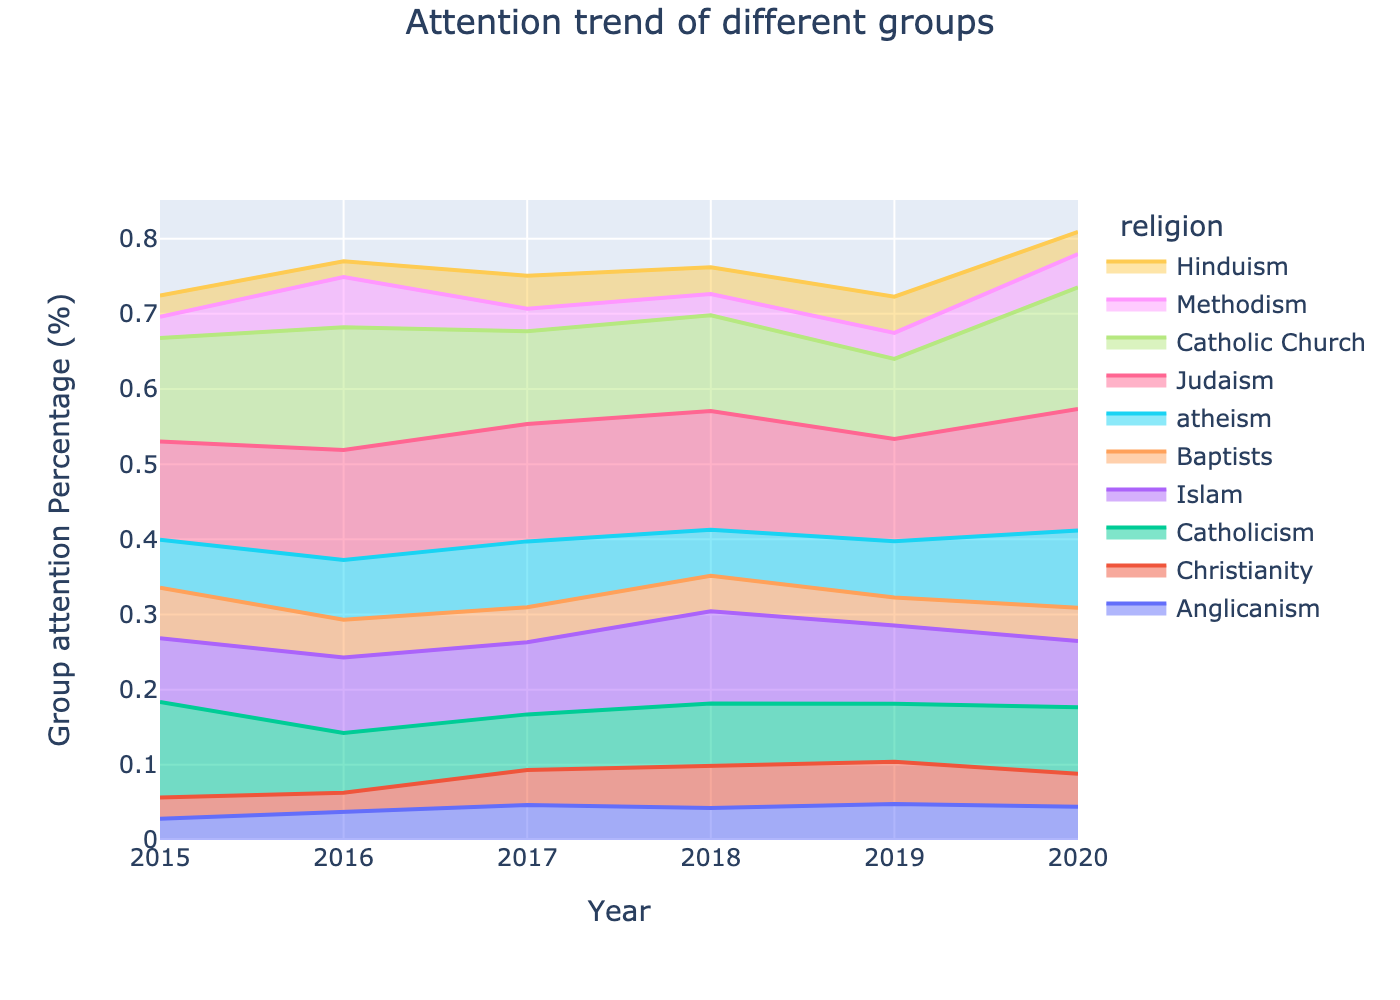 Attention trend of different groups
Group attention Percentage (%)
0.8
0.7
0.6
0.5
0.4
0.3
0.2
0.1
0
2015
2016
2017
2018
2019
2020
Year
religion
Hinduism
Methodism
Catholic Church
Judaism
atheism
Baptists
Islam
Catholicism
Christianity
Anglicanism